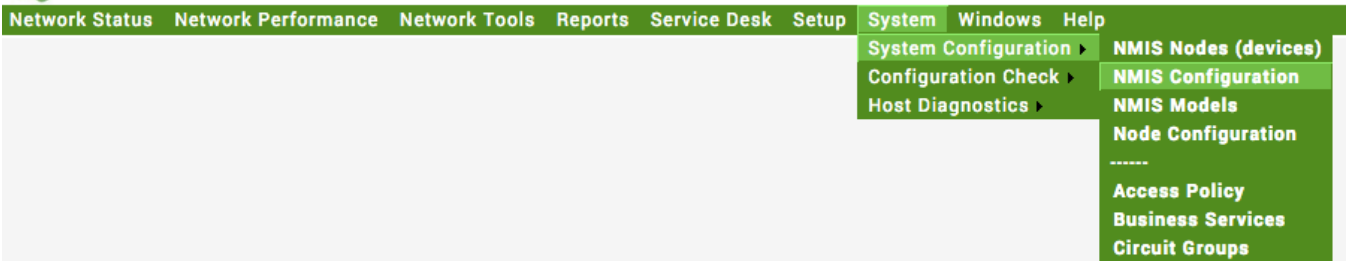 Network Status Network Performance Network Tools Reports Service Desk Setup System Windows Help
System Configuration
Configuration Check
Host Diagnostics
NMIS Nodes (devices)
NMIS Configuration
NMIS Models
Node Configuration
------
Access Policy
Business Services
Circuit Groups